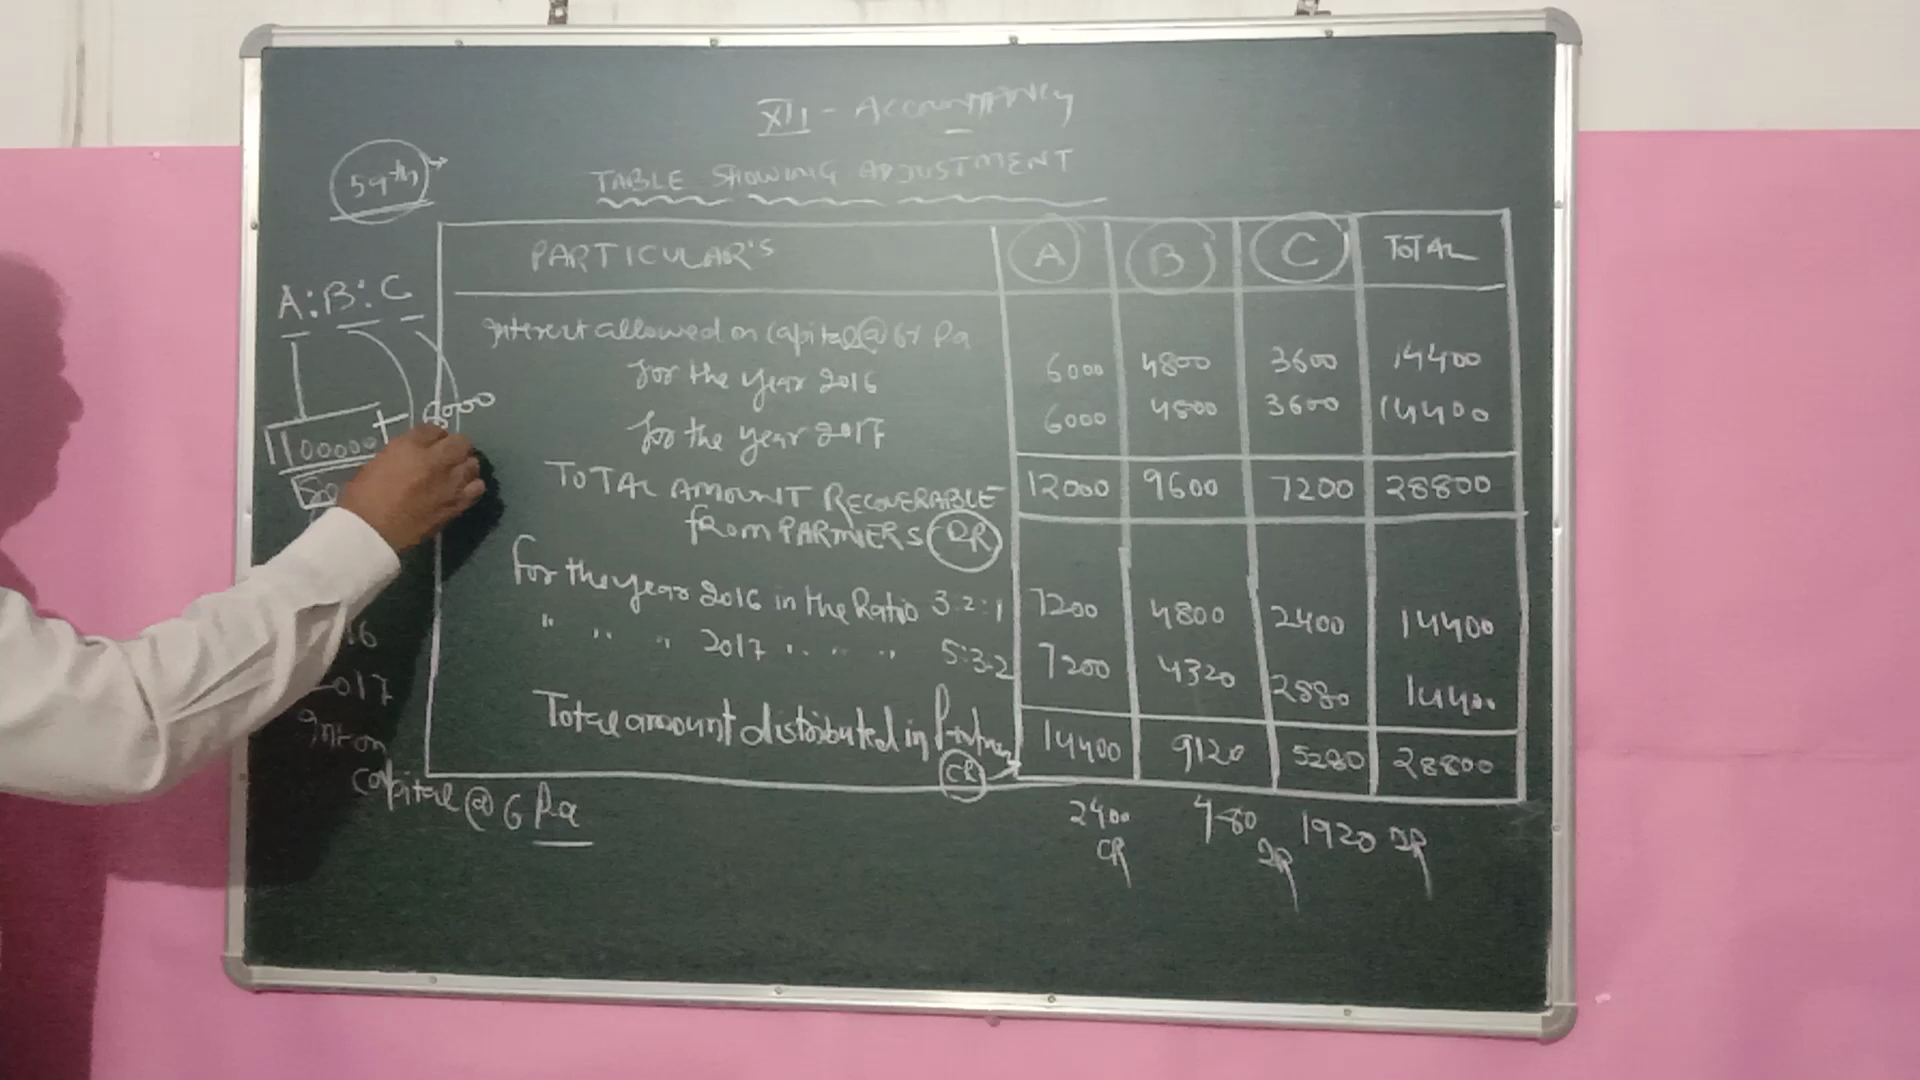 XII - Accountancy
59th
TABLE SHOWING ADJUSTMENT
PARTICULAR'S A B C TOTAL
A:B:C
Interest allowed on capital @ 6% Pa
for the year 2016 6000 4800 3600 14400
for the year 2017 6000 4800 3600 14400
100000
TOTAL AMOUNT RECOVERABLE 12000 9600 7200 28800
from PARTNERS DR
for the year 2016 in the Ratio 3:2:1 7200 4800 2400 14400
" " " 2017 " " " 5:3:2 7200 4320 2880 14400
2017
Total amount distributed in 14400 9120 5280 28800
CR
Int on
capital @ 6 Pa
2400 480 1920 DR
CR DR